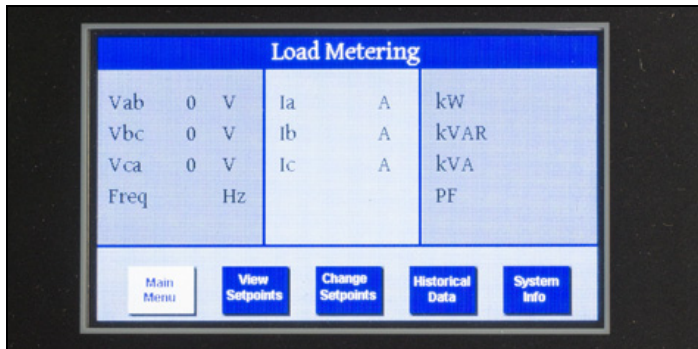 Load Metering
Vab 0 V
Vbc 0 V
Vca 0 V
Freq Hz
Ia A
Ib A
Ic A
kW
kVAR
kVA
PF
Main
Menu
View
Setpoints
Change
Setpoints
Historical
Data
System
Info